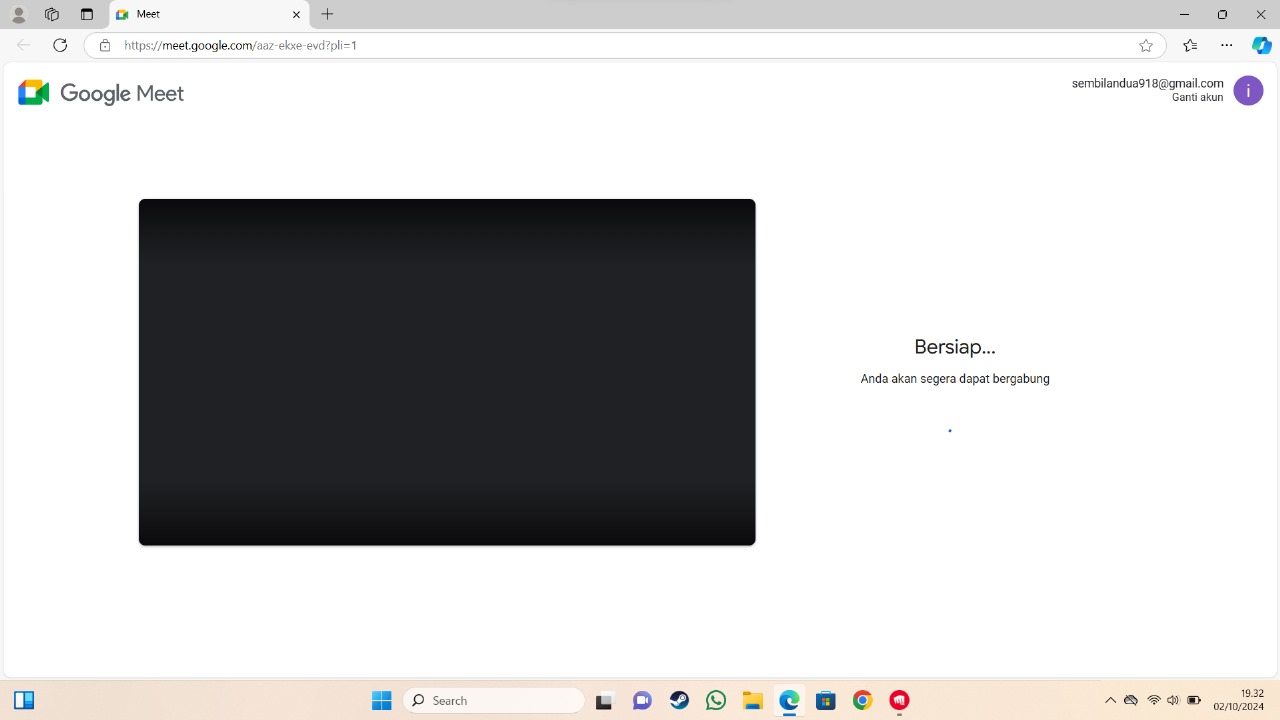 Meet
https://meet.google.com/aaz-ekxe-evd?pli=1
Google Meet
sembilandua918@gmail.com
Ganti akun
i
Bersiap...
Anda akan segera dapat bergabung
Search
19.32
02/10/2024